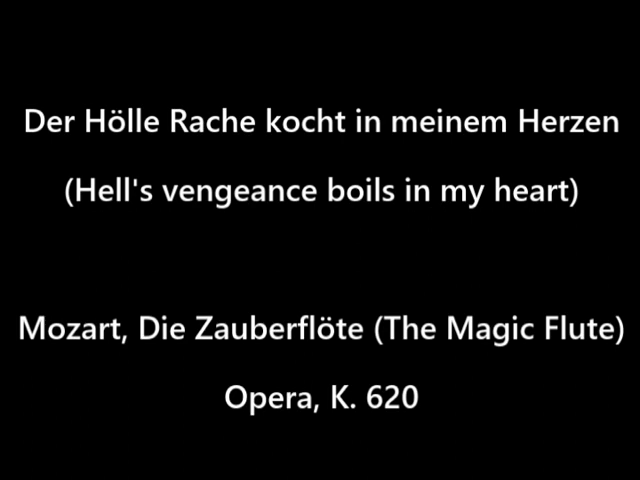 Der Hölle Rache kocht in meinem Herzen
(Hell's vengeance boils in my heart)
Mozart, Die Zauberflöte (The Magic Flute)
Opera, K. 620